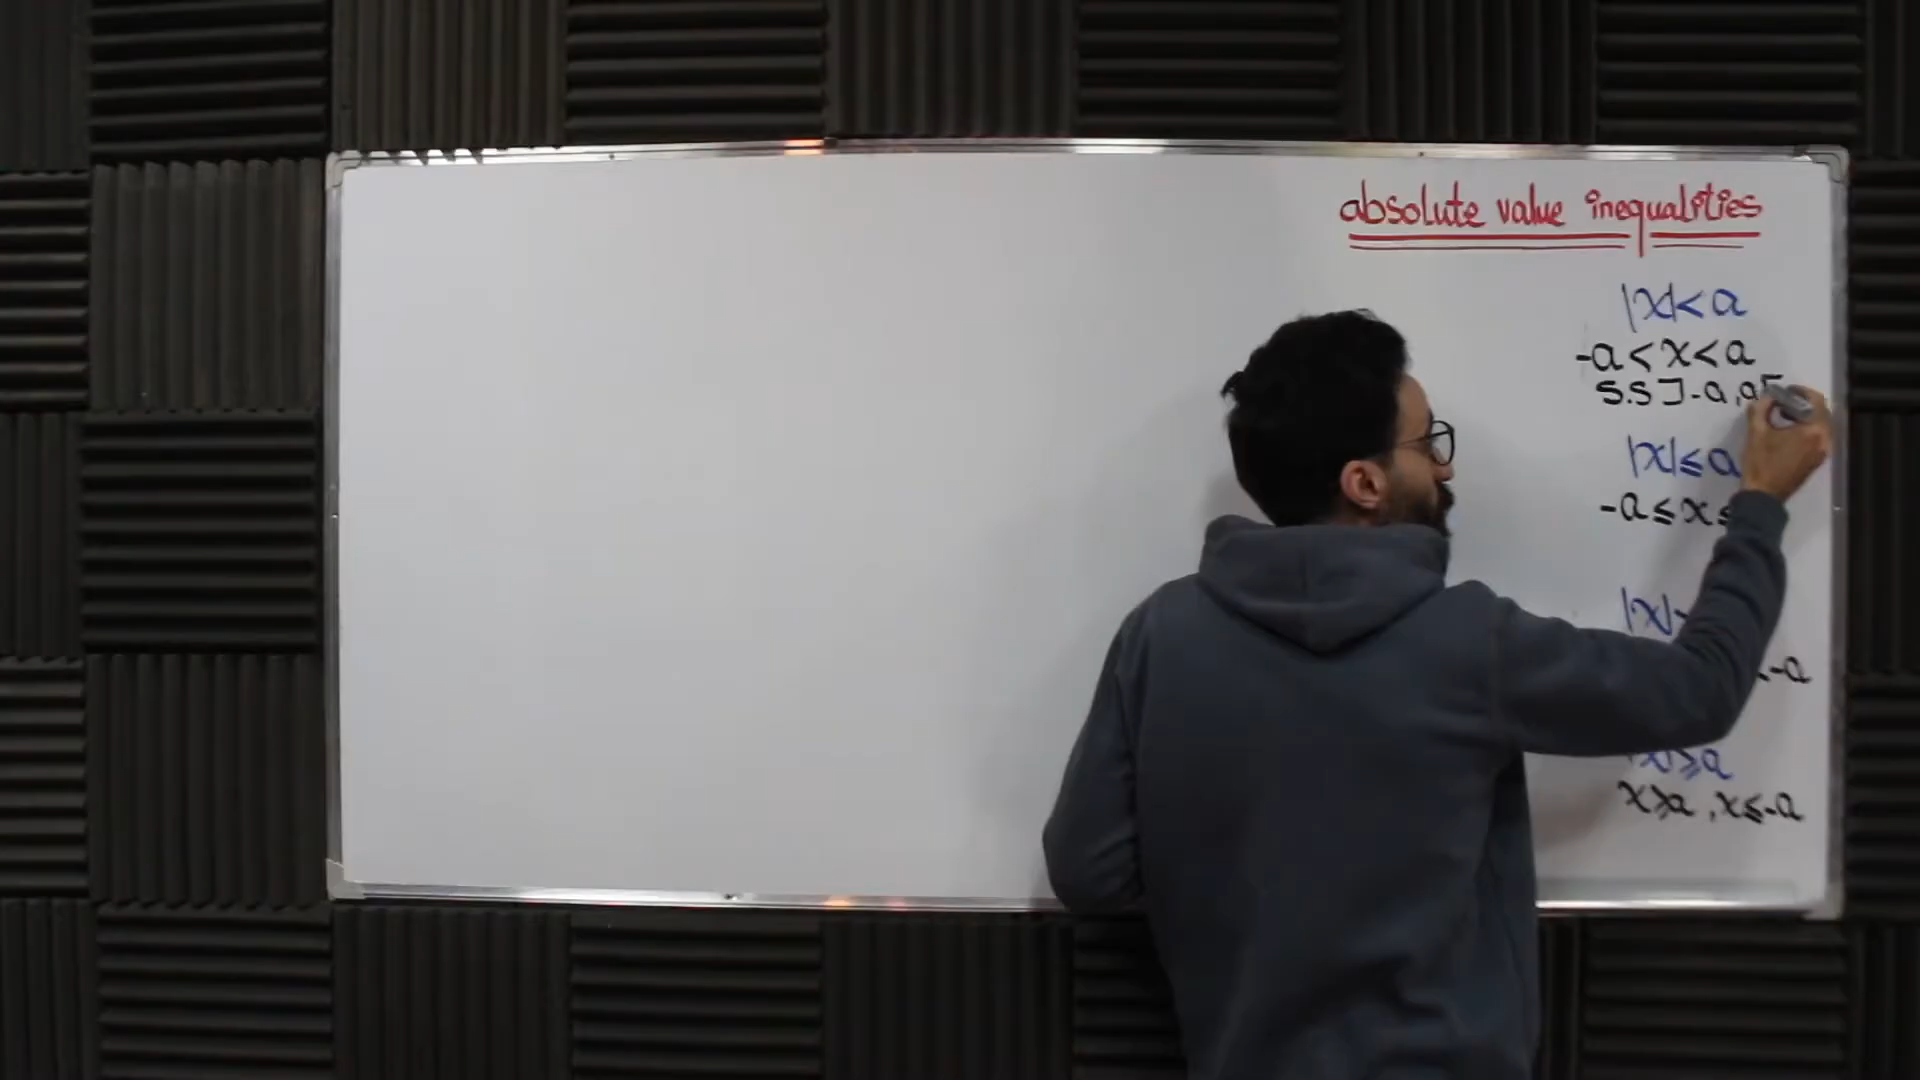 absolute value inequalities
|x|<a
-a<x<a
S.S ]-a,a[
|x|≤a
-a≤x≤
|x|
-a
|x|≥a
x≥a , x≤-a